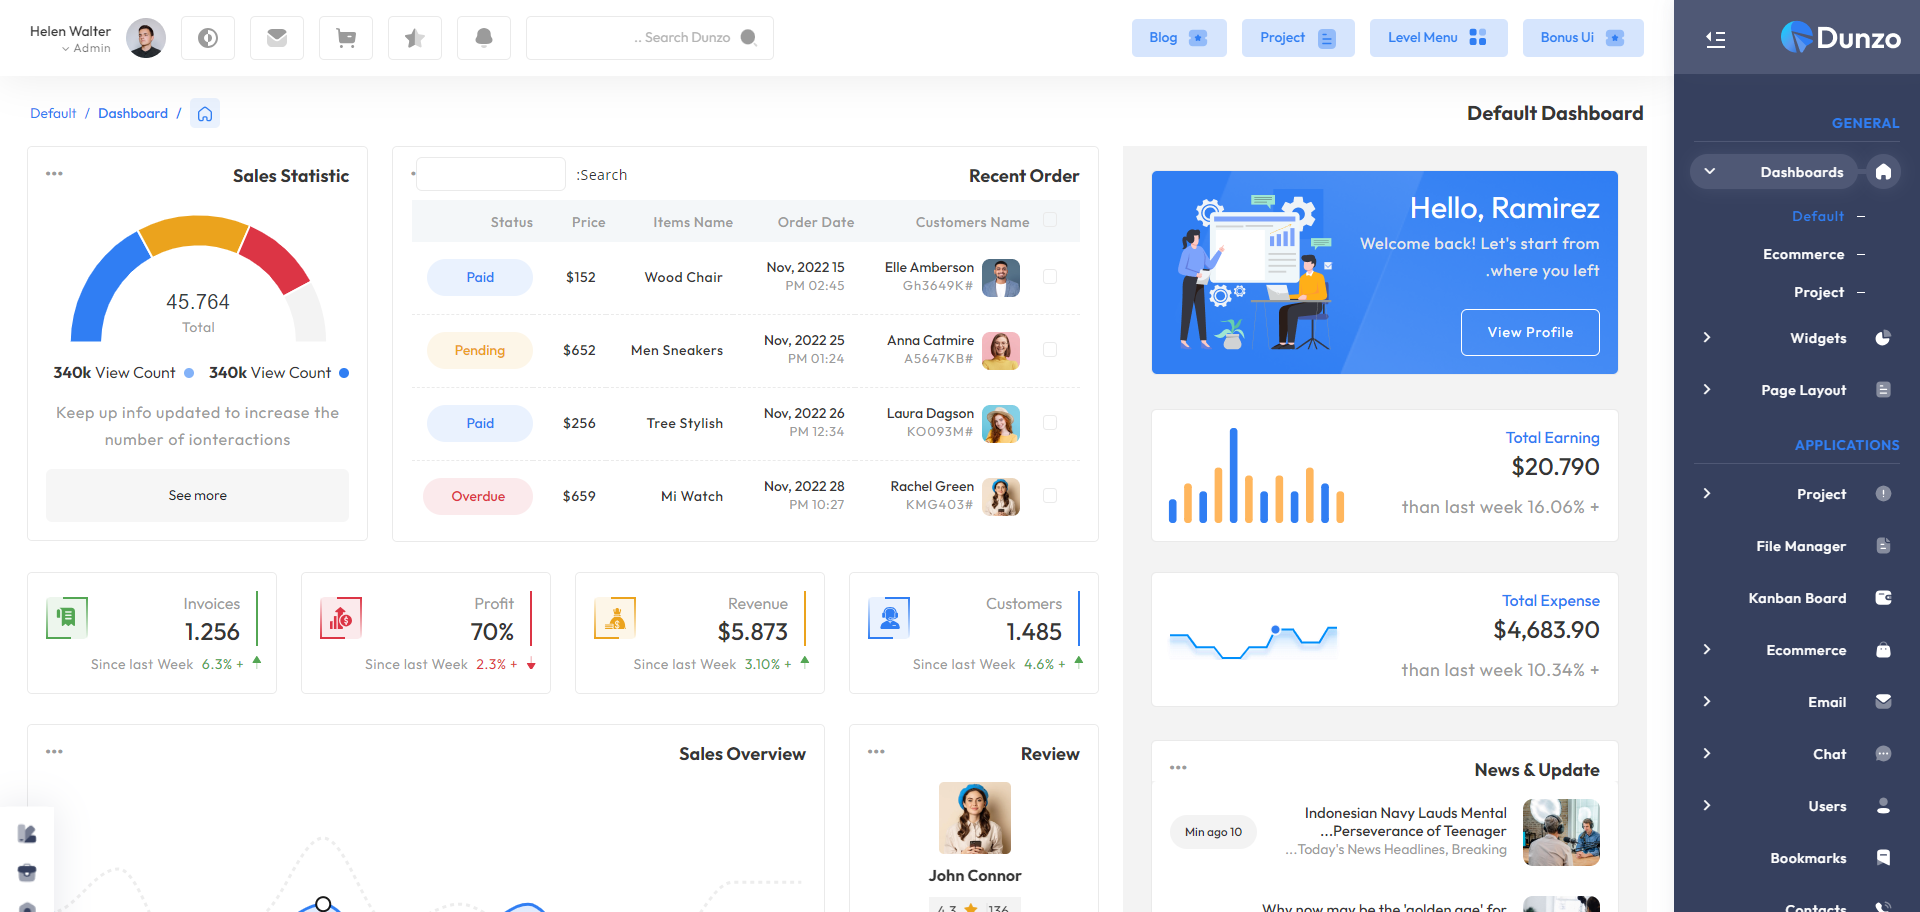 Helen Walter
Admin
.. Search Dunzo
Blog
Project
Level Menu
Bonus Ui
Dunzo
Default / Dashboard /
Default Dashboard
GENERAL
Dashboards
Default
Ecommerce
Project
Widgets
Page Layout
APPLICATIONS
Project
File Manager
Kanban Board
Ecommerce
Email
Chat
Users
Bookmarks
Contacts
Sales Statistic
45.764
Total
340k View Count
340k View Count
Keep up info updated to increase the
number of ionteractions
See more
:Search
Recent Order
Status Price Items Name Order Date Customers Name
Paid $152 Wood Chair Nov, 2022 15 Elle Amberson
PM 02:45 Gh3649K#
Pending $652 Men Sneakers Nov, 2022 25 Anna Catmire
PM 01:24 A5647KB#
Paid $256 Tree Stylish Nov, 2022 26 Laura Dagson
PM 12:34 KO093M#
Overdue $659 Mi Watch Nov, 2022 28 Rachel Green
PM 10:27 KMG403#
Hello, Ramirez
Welcome back! Let's start from
.where you left
View Profile
Total Earning
$20.790
than last week 16.06% +
Total Expense
$4,683.90
than last week 10.34% +
Invoices
1.256
Since last Week 6.3% +
Profit
70%
Since last Week 2.3% +
Revenue
$5.873
Since last Week 3.10% +
Customers
1.485
Since last Week 4.6% +
Sales Overview
Review
John Connor
4.3 136
News & Update
Min ago 10
Indonesian Navy Lauds Mental
...Perseverance of Teenager
...Today's News Headlines, Breaking
Why now may be the 'golden age' for